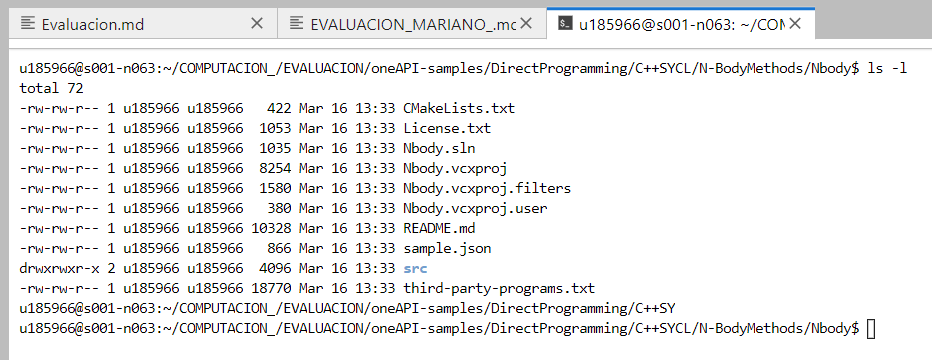 Evaluacion.md
EVALUACION_MARIANO_.mc
u185966@s001-n063: ~/COM
u185966@s001-n063:~/COMPUTACION_/EVALUACION/oneAPI-samples/DirectProgramming/C++SYCL/N-BodyMethods/Nbody$ ls -l
total 72
-rw-rw-r-- 1 u185966 u185966   422 Mar 16 13:33 CMakeLists.txt
-rw-rw-r-- 1 u185966 u185966  1053 Mar 16 13:33 License.txt
-rw-rw-r-- 1 u185966 u185966  1035 Mar 16 13:33 Nbody.sln
-rw-rw-r-- 1 u185966 u185966  8254 Mar 16 13:33 Nbody.vcxproj
-rw-rw-r-- 1 u185966 u185966  1580 Mar 16 13:33 Nbody.vcxproj.filters
-rw-rw-r-- 1 u185966 u185966   380 Mar 16 13:33 Nbody.vcxproj.user
-rw-rw-r-- 1 u185966 u185966 10328 Mar 16 13:33 README.md
-rw-rw-r-- 1 u185966 u185966   866 Mar 16 13:33 sample.json
drwxrwxr-x 2 u185966 u185966  4096 Mar 16 13:33 src
-rw-rw-r-- 1 u185966 u185966 18770 Mar 16 13:33 third-party-programs.txt
u185966@s001-n063:~/COMPUTACION_/EVALUACION/oneAPI-samples/DirectProgramming/C++SY
u185966@s001-n063:~/COMPUTACION_/EVALUACION/oneAPI-samples/DirectProgramming/C++SYCL/N-BodyMethods/Nbody$